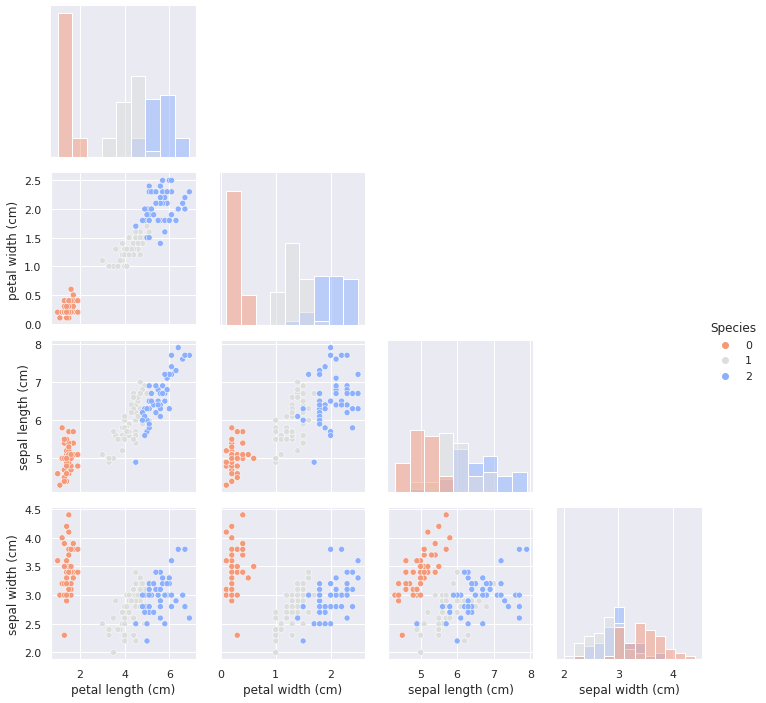 petal width (cm)
2.5
2.0
1.5
1.0
0.5
0.0
sepal length (cm)
8
7
6
5
Species
0
1
2
sepal width (cm)
4.5
4.0
3.5
3.0
2.5
2.0
2 4 6
petal length (cm)
0 1 2
petal width (cm)
5 6 7 8
sepal length (cm)
2 3 4
sepal width (cm)